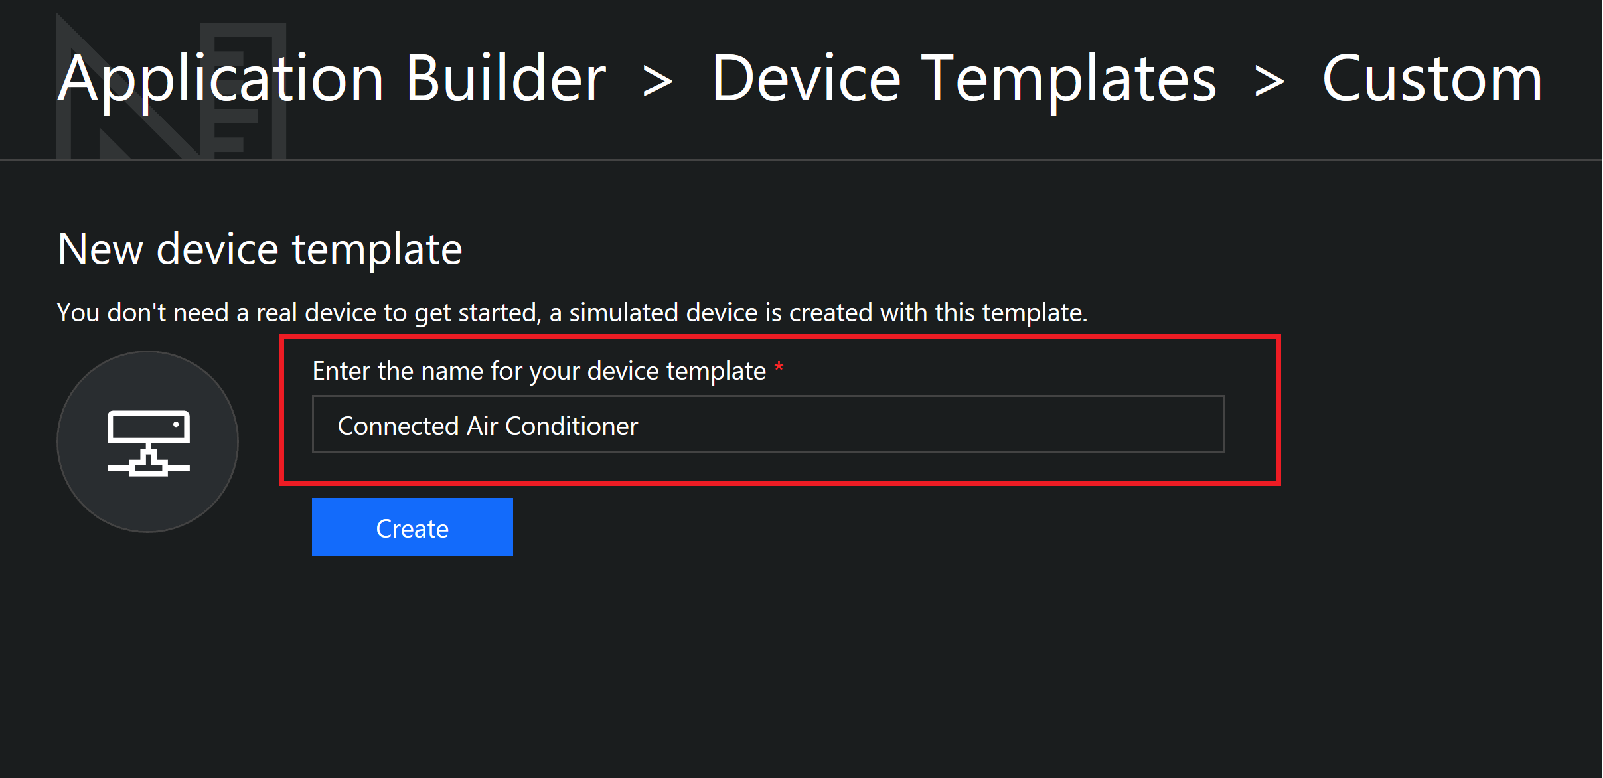 Application Builder > Device Templates > Custom
New device template
You don't need a real device to get started, a simulated device is created with this template.
Enter the name for your device template *
Connected Air Conditioner
Create